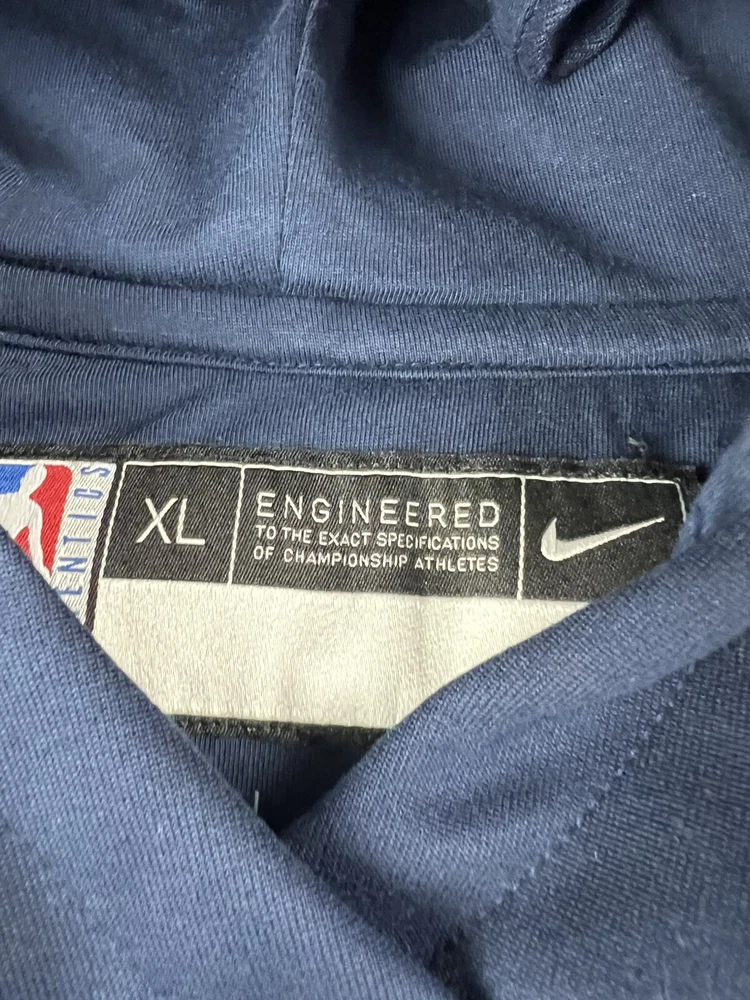 XL
ENGINEERED
TO THE EXACT SPECIFICATIONS
OF CHAMPIONSHIP ATHLETES